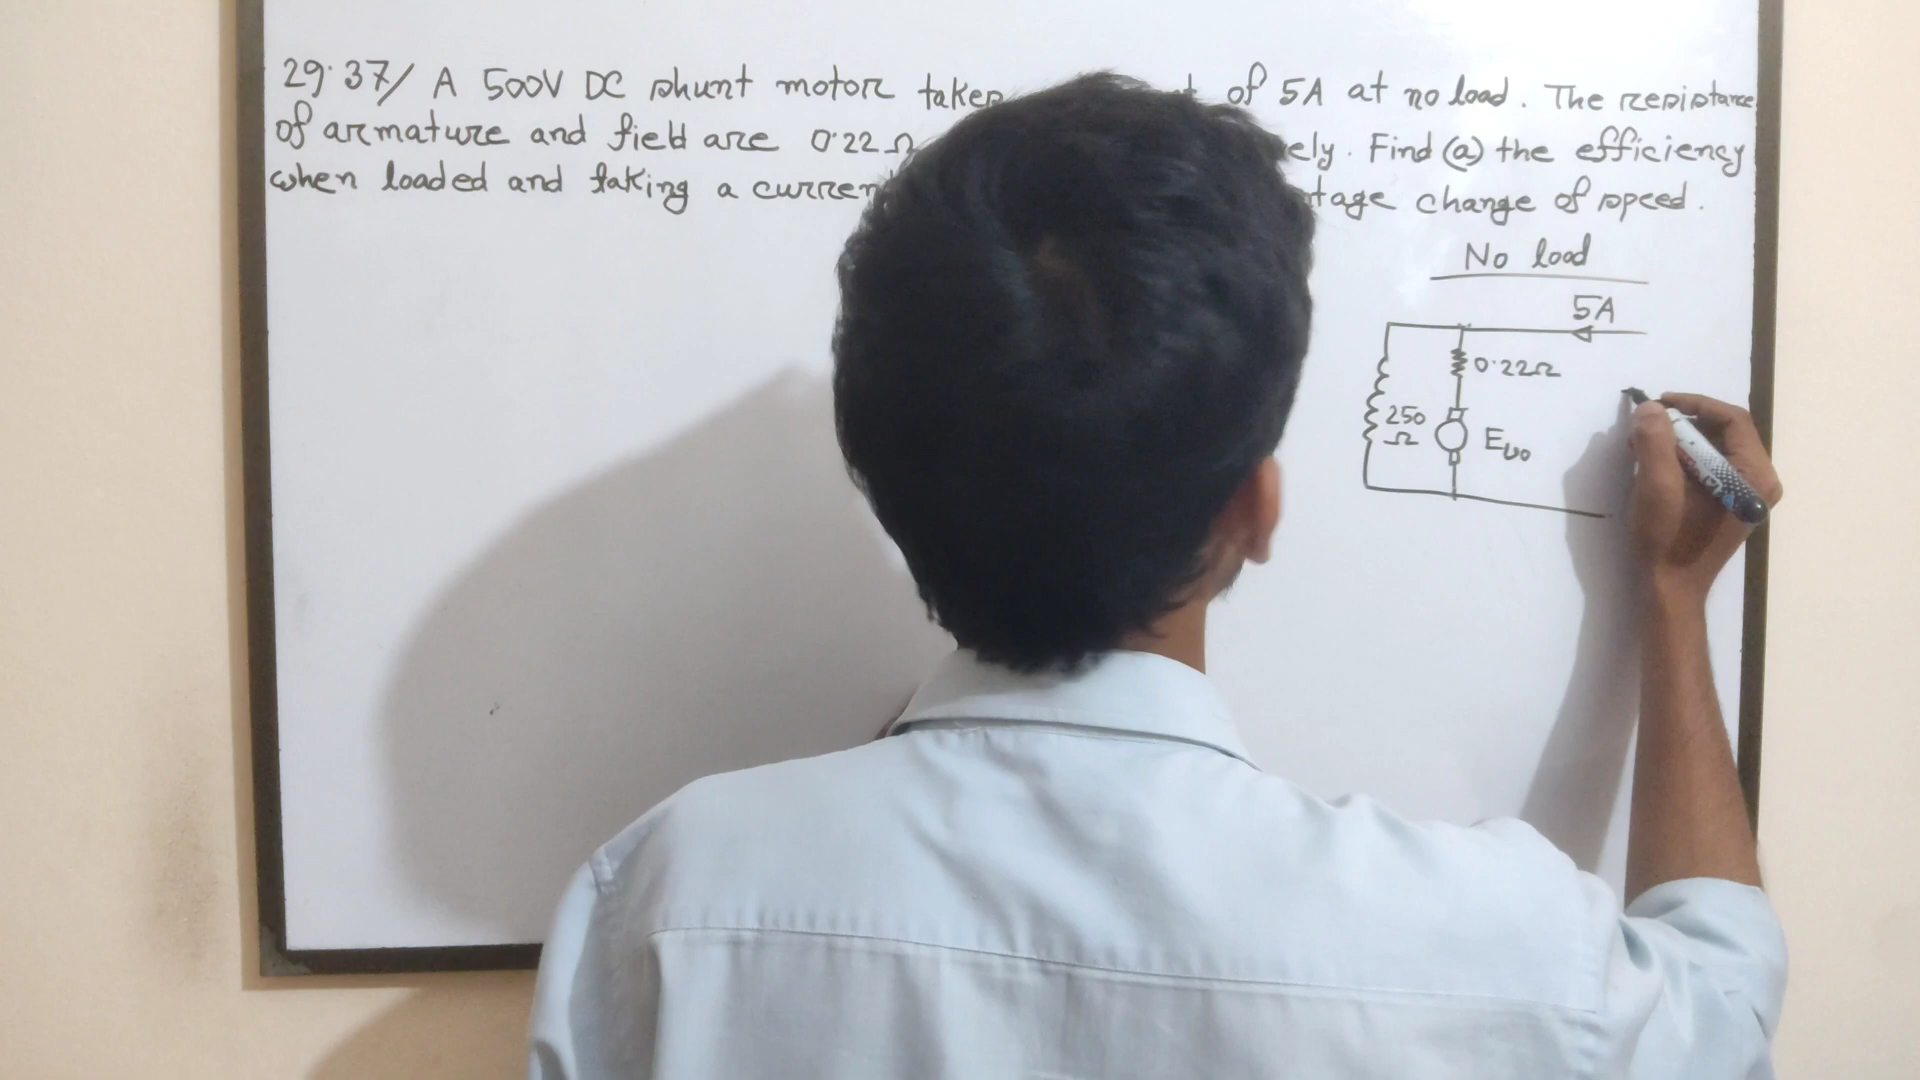 29.37/ A 500V DC shunt motor takes of 5A at no load. The resistance
of armature and field are 0.22Ω ely. Find (a) the efficiency
when loaded and taking a curren tage change of speed.
No load
5A
0.22Ω
250
Ω
Eb0